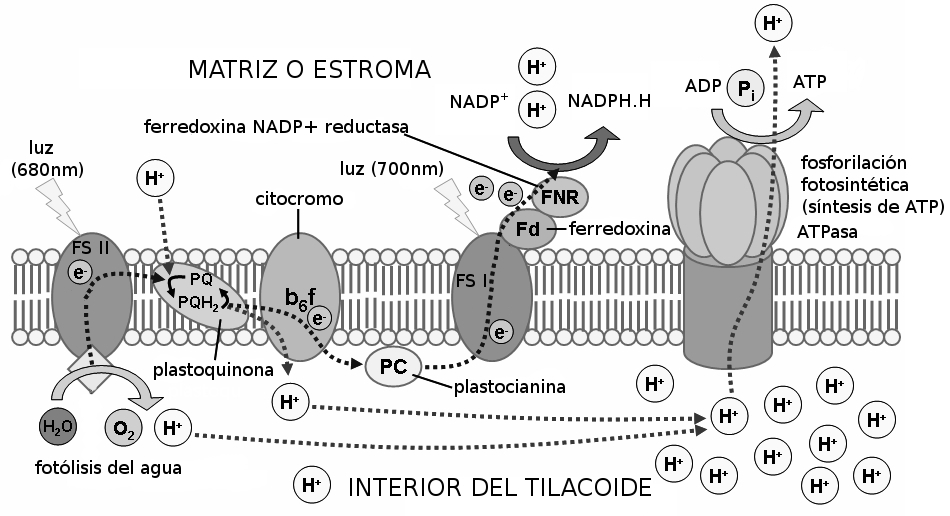 MATRIZ O ESTROMA
H⁺
H⁺
H⁺
NADP⁺
NADPH.H
ADP
Pi
ATP
ferredoxina NADP+ reductasa
luz
(680nm)
H⁺
luz (700nm)
e⁻
e⁻
FNR
fosforilación
fotosintética
(síntesis de ATP)
ATPasa
citocromo
Fd
ferredoxina
FS II
e⁻
PQ
PQH₂
b₆f
e⁻
FS I
e⁻
plastoquinona
PC
plastocianina
H₂O
O₂
H⁺
H⁺
fotólisis del agua
H⁺
H⁺
H⁺
H⁺
H⁺
H⁺
H⁺
H⁺
H⁺
H⁺
H⁺
H⁺
INTERIOR DEL TILACOIDE